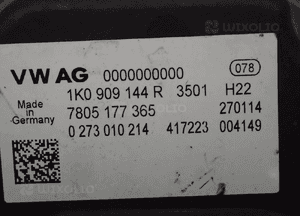 LUIXOLTO
VW AG 0000000000 078
1K0 909 144 R 3501 H22
Made in Germany 7805 177 365 270114
0 273 010 214 417223 004149